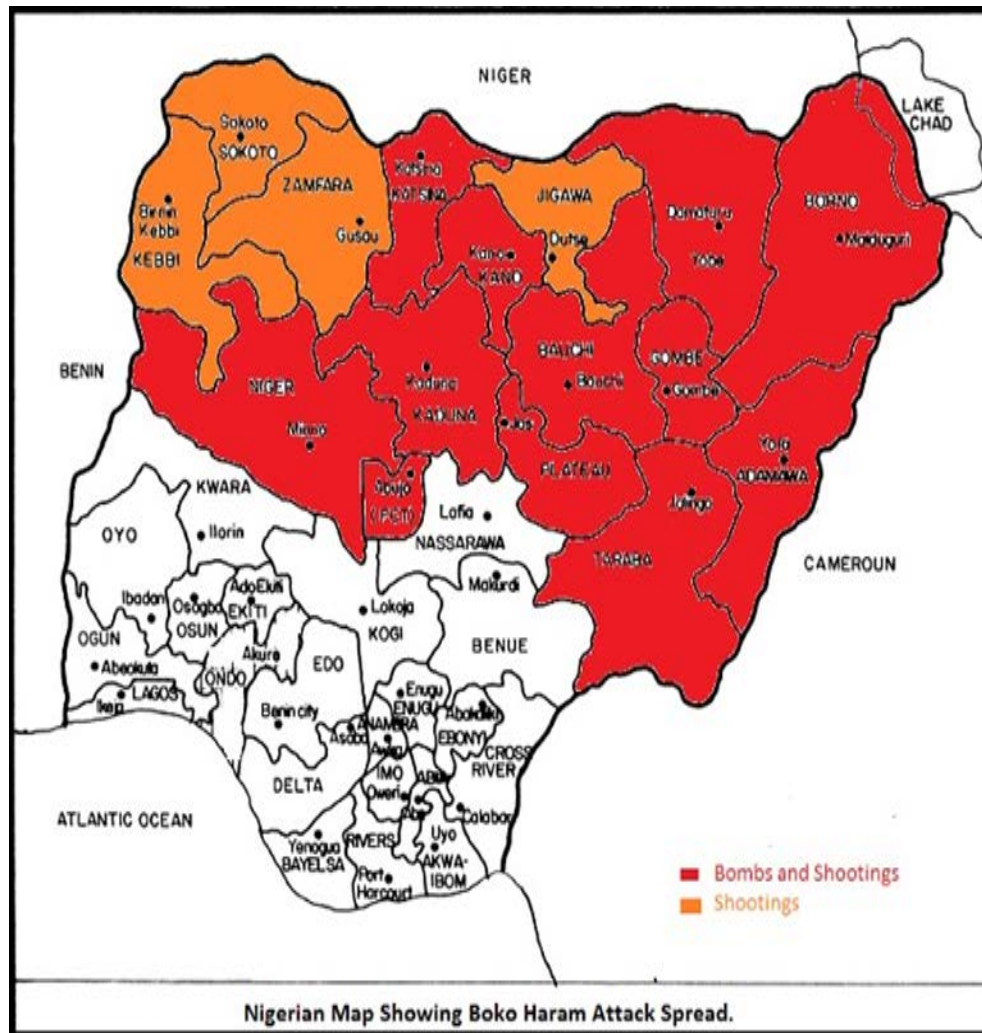 NIGER
LAKE
CHAD
Sokoto
SOKOTO
Katsina
KATSINA
ZAMFARA
JIGAWA
BORNO
Birnin
Kebbi
KEBBI
Gusau
Damaturu
Yobe
Maiduguri
Kano
KANO
Dutse
BENIN
NIGER
Kaduna
KADUNA
BAUCHI
Bauchi
GOMBE
Gombe
Jos
Yola
ADAMAWA
PLATEAU
Jalingo
TARABA
CAMEROUN
KWARA
Ilorin
OYO
Lafia
NASSARAWA
Makurdi
Ibadan
Osogbo
OSUN
Ado Ekiti
EKITI
Lokoja
KOGI
BENUE
OGUN
Abeokuta
Akure
ONDO
EDO
Ikeja
LAGOS
Benin city
Asaba
Enugu
ENUGU
ANAMBRA
EBONYI
CROSS
RIVER
DELTA
IMO
Owerri
Calabar
ATLANTIC OCEAN
Yenogua
BAYELSA
RIVERS
Port
Harcourt
Uyo
AKWA-
IBOM
Bombs and Shootings
Shootings
Nigerian Map Showing Boko Haram Attack Spread.